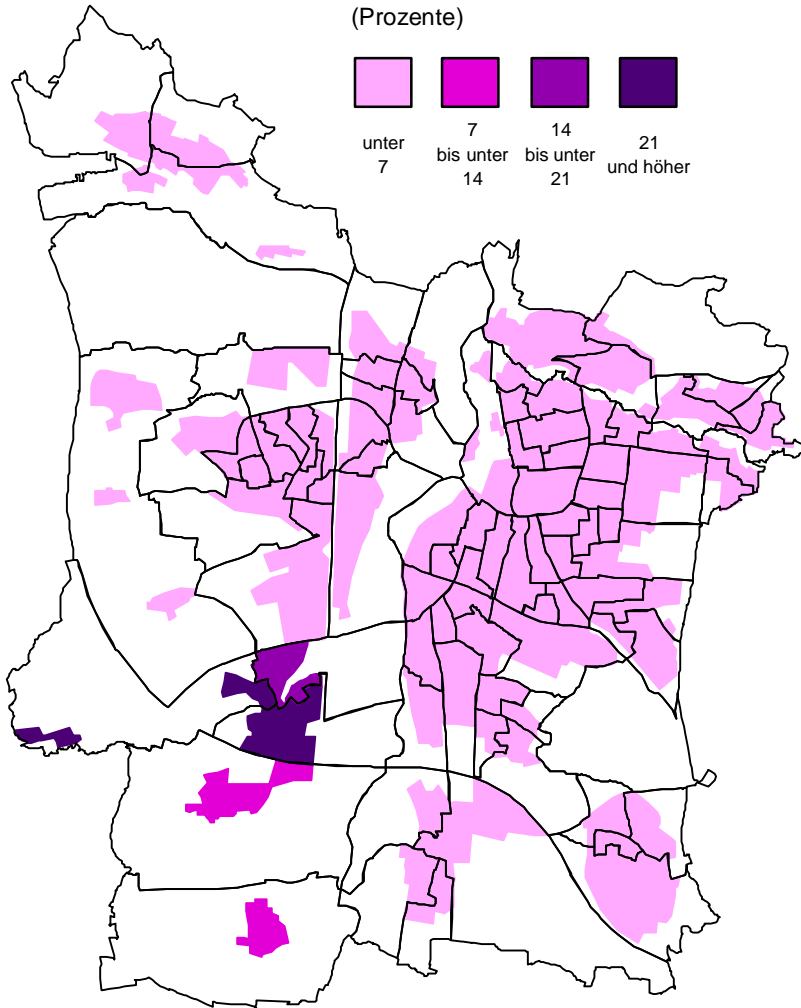 (Prozente)
unter
7
7
bis unter
14
14
bis unter
21
21
und höher